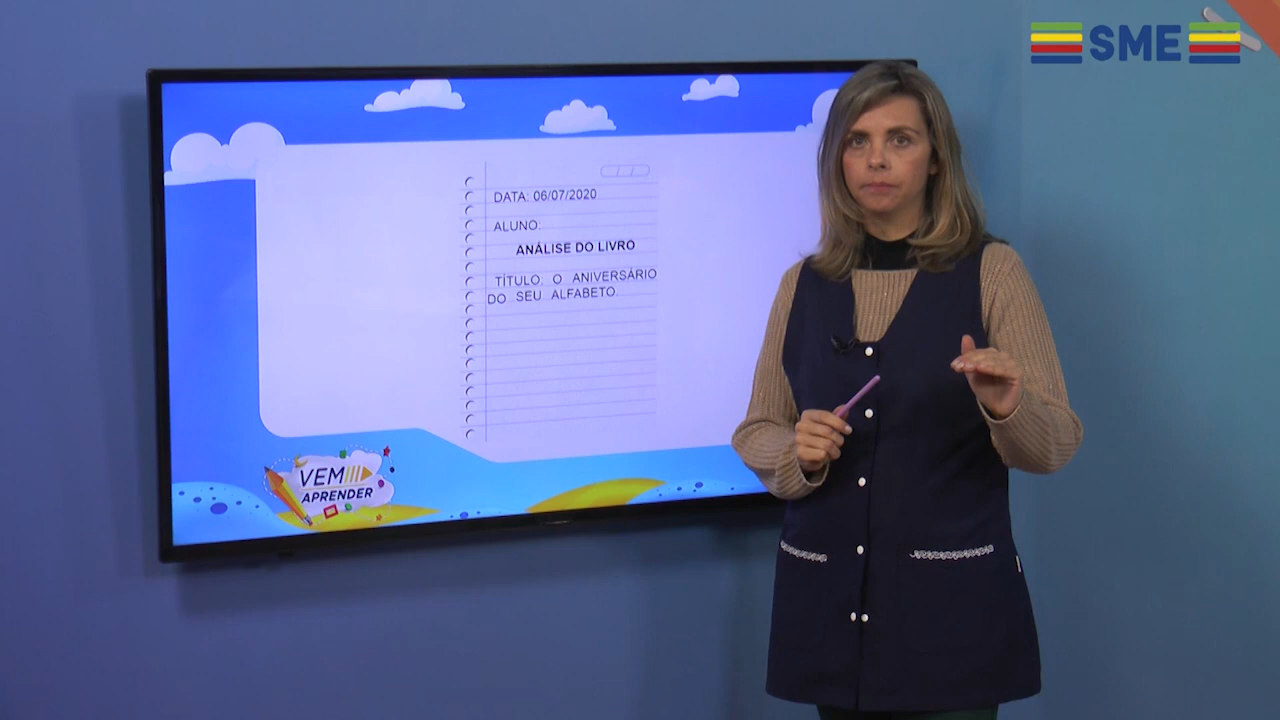 SME
DATA: 06/07/2020
ALUNO:
ANÁLISE DO LIVRO
TÍTULO: O ANIVERSÁRIO
DO SEU ALFABETO.
VEM
APRENDER